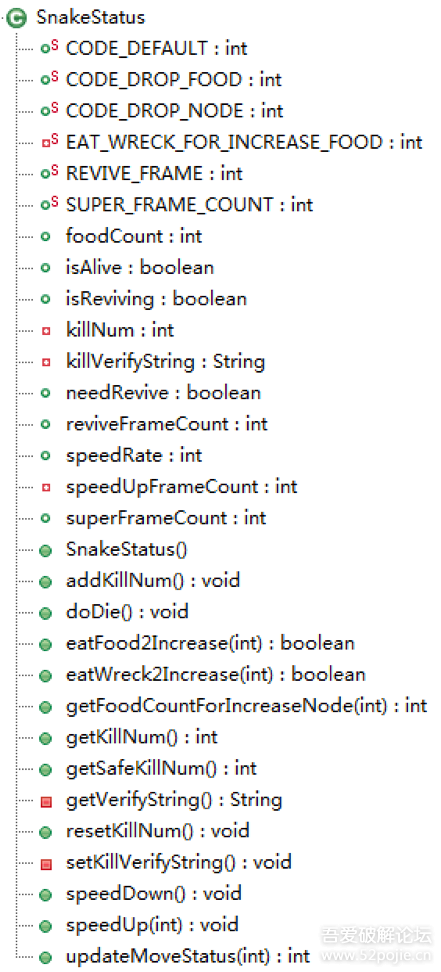 SnakeStatus
CODE_DEFAULT : int
CODE_DROP_FOOD : int
CODE_DROP_NODE : int
EAT_WRECK_FOR_INCREASE_FOOD : int
REVIVE_FRAME : int
SUPER_FRAME_COUNT : int
foodCount : int
isAlive : boolean
isReviving : boolean
killNum : int
killVerifyString : String
needRevive : boolean
reviveFrameCount : int
speedRate : int
speedUpFrameCount : int
superFrameCount : int
SnakeStatus()
addKillNum() : void
doDie() : void
eatFood2Increase(int) : boolean
eatWreck2Increase(int) : boolean
getFoodCountForIncreaseNode(int) : int
getKillNum() : int
getSafeKillNum() : int
getVerifyString() : String
resetKillNum() : void
setKillVerifyString() : void
speedDown() : void
speedUp(int) : void
updateMoveStatus(int) : int
吾爱破解论坛
www.52pojie.cn